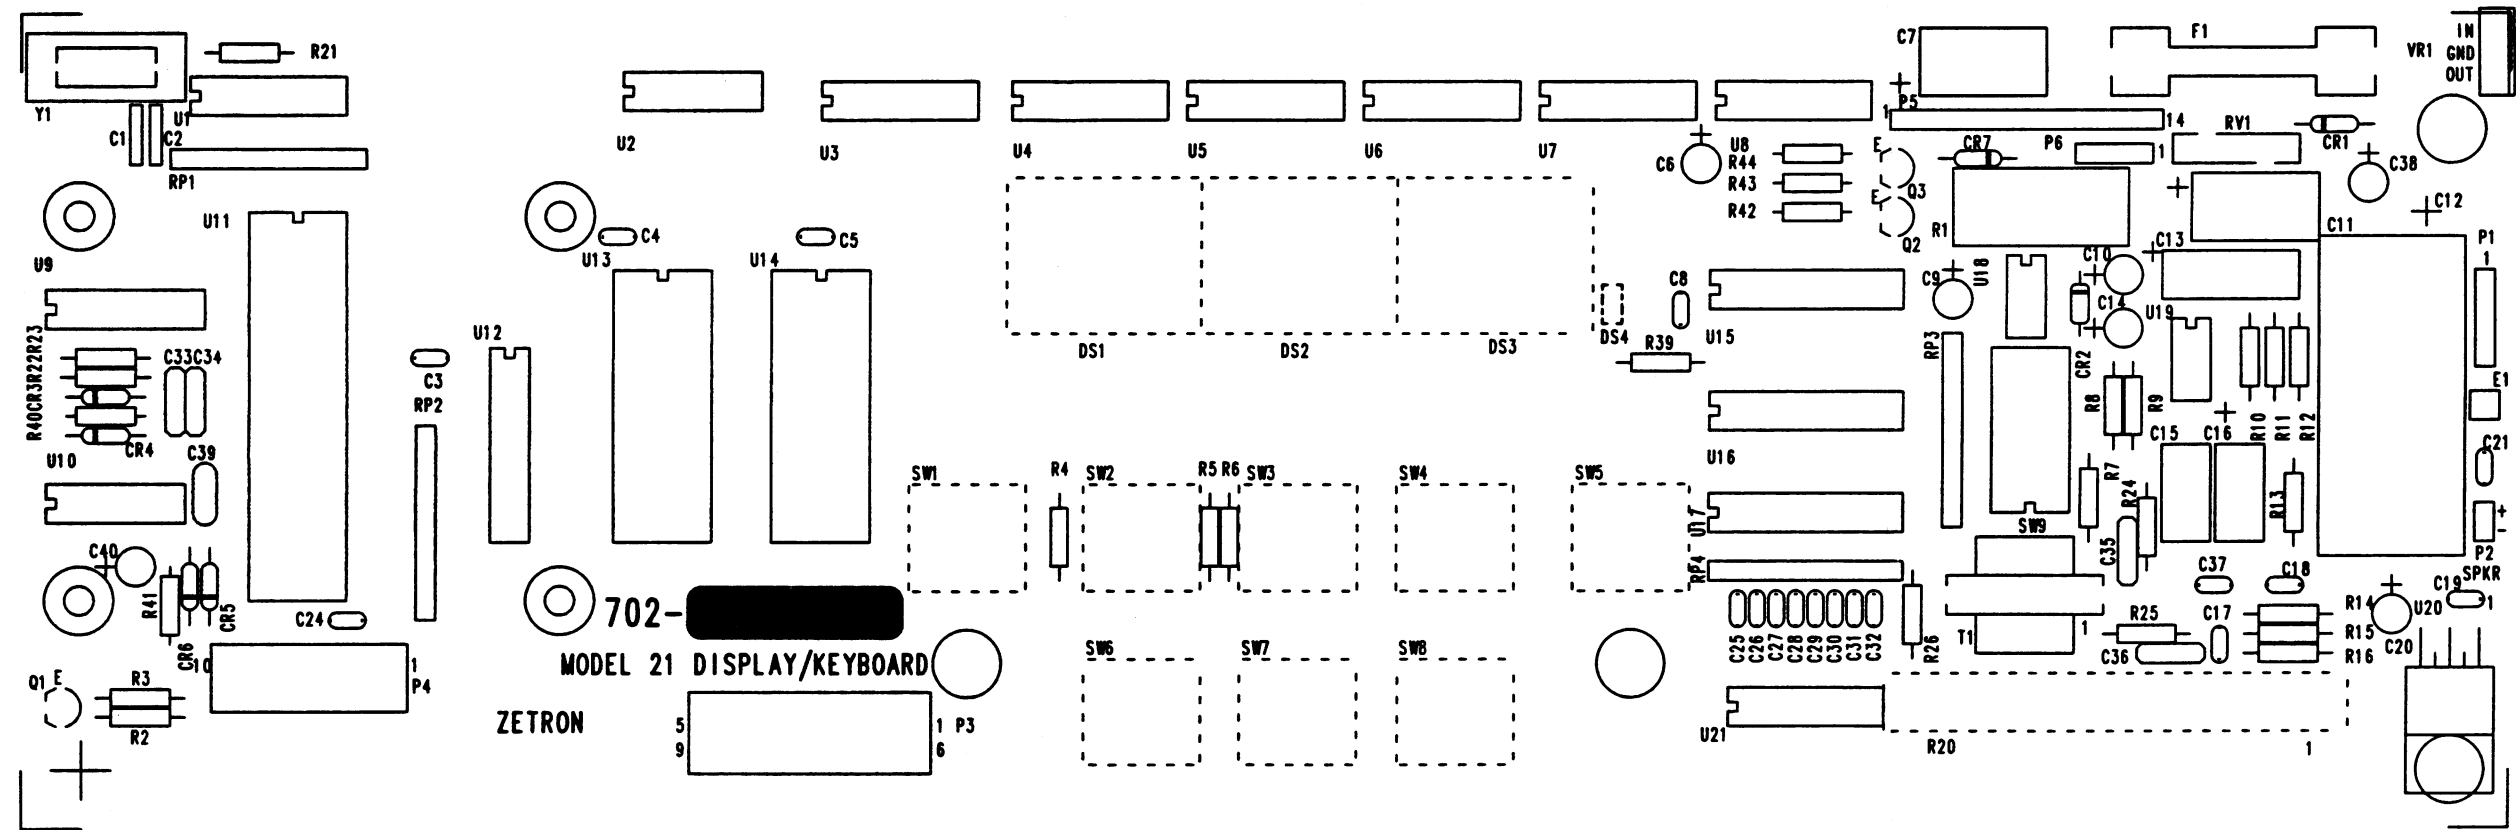 R21
Y1
C1
C2
U1
RP1
U2
U3
U4
U5
U6
U7
U8
C6
R44
R43
R42
C7
+
P5
1
14
F1
VR1
IN
GND
OUT
RV1
CR1
C38
+
P6
1
CR7
E
Q3
E
Q2
R1
+
+
C12
C11
P1
1
U9
U11
C4
U13
C5
U14
DS1
DS2
DS3
DS4
C8
U15
R39
C9
+
U18
C10
+
C13
+
C14
+
U19
CR2
RP3
R40CR3R22R23
C33C34
CR4
U10
C39
C3
RP2
U12
R8
R9
R10
R11
R12
E1
C21
C15
C16
+
R7
R24
R13
U16
SW1
R4
SW2
R5
R6
SW3
SW4
SW5
U17
RP4
SW9
C35
C37
C18
P2
+
-
SPKR
C19
1
C40
+
R41
CR5
CR6
C24
10
1
P4
Q1
E
R3
R2
702-
MODEL 21 DISPLAY/KEYBOARD
ZETRON
5
9
1
6
P3
SW6
SW7
SW8
C25
C26
C27
C28
C29
C30
C31
C32
R26
T1
1
R25
C36
C17
R14
R15
R16
+
C20
U20
U21
R20
1